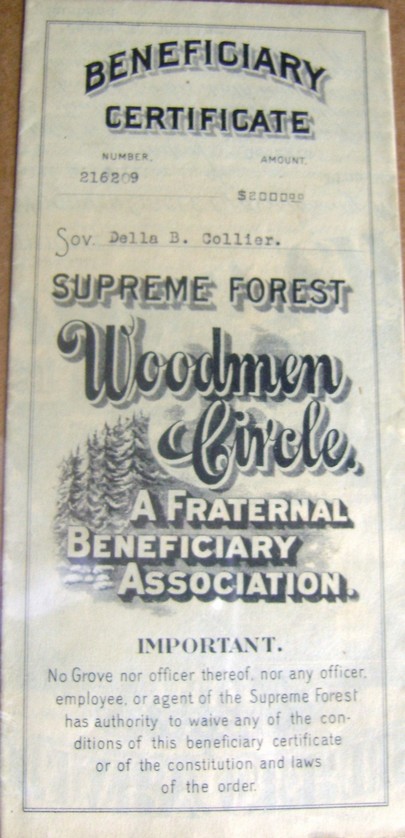 BENEFICIARY
CERTIFICATE
NUMBER.
AMOUNT.
216209
$2000⁰⁰
Sov. Della B. Collier.
SUPREME FOREST
Woodmen
Circle.
A FRATERNAL
BENEFICIARY
ASSOCIATION.
IMPORTANT.
No Grove nor officer thereof, nor any officer,
employee, or agent of the Supreme Forest
has authority to waive any of the con-
ditions of this beneficiary certificate
or of the constitution and laws
of the order.